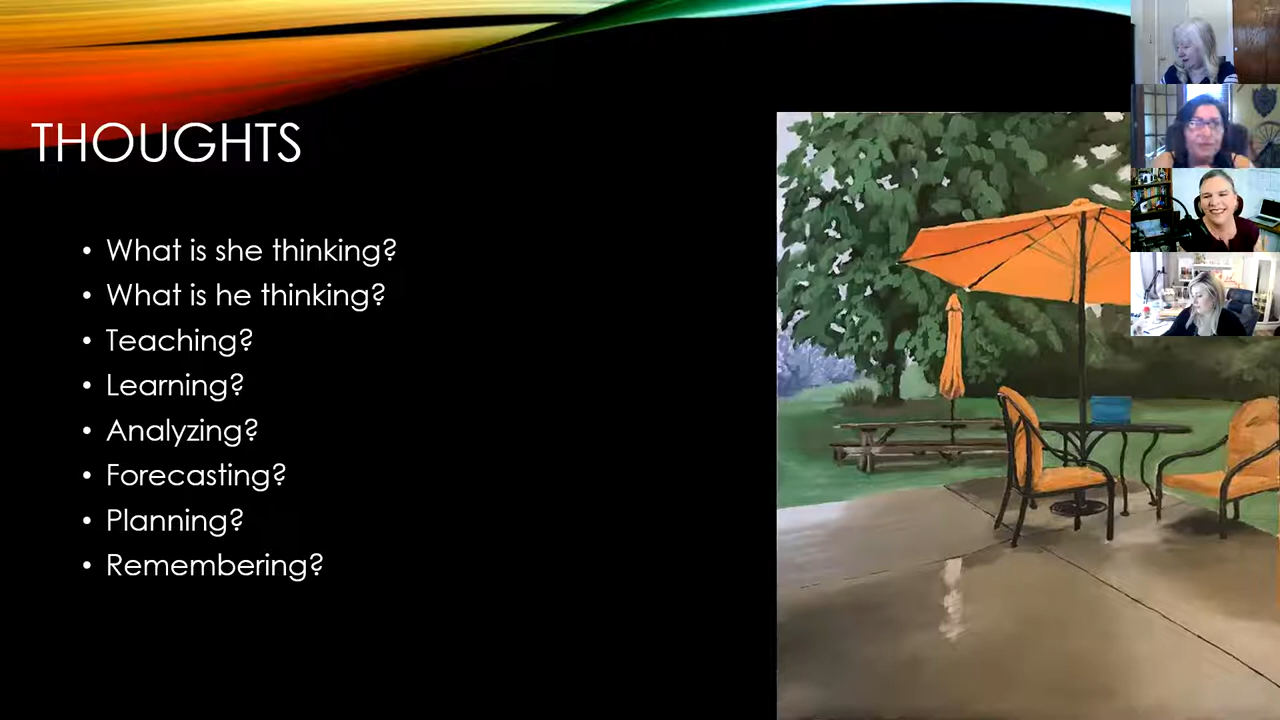 THOUGHTS
• What is she thinking?
• What is he thinking?
• Teaching?
• Learning?
• Analyzing?
• Forecasting?
• Planning?
• Remembering?